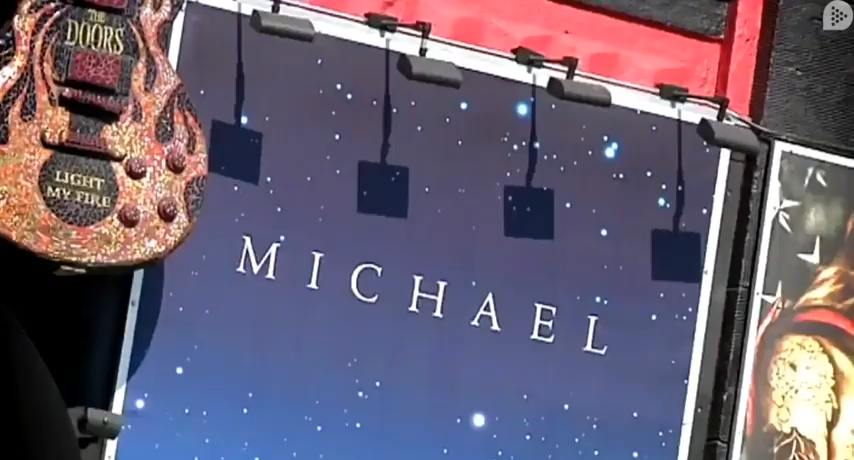 THE
DOORS
LIGHT
MY FIRE
MICHAEL